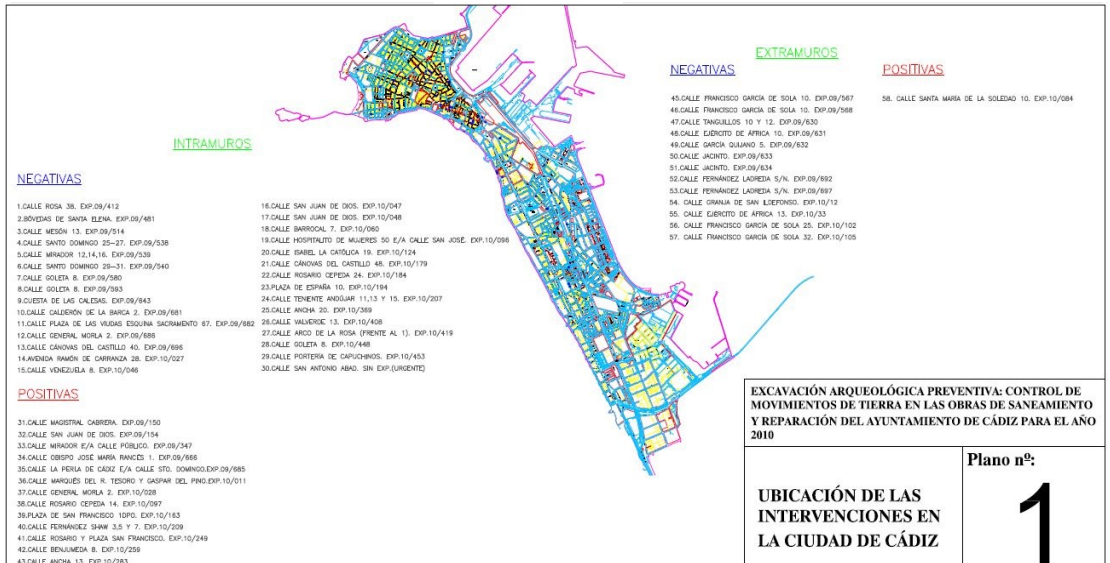 INTRAMUROS
NEGATIVAS
1.CALLE ROSA 38. EXP.09/412
2.BÓVEDAS DE SANTA ELENA. EXP.09/481
3.CALLE MESÓN 13. EXP.09/514
4.CALLE SANTO DOMINGO 25-27. EXP.09/538
5.CALLE MIRADOR 12,14,16. EXP.09/539
6.CALLE SANTO DOMINGO 29-31. EXP.09/540
7.CALLE GOLETA 8. EXP.09/580
8.CALLE GOLETA 8. EXP.09/593
9.CUESTA DE LAS CALESAS. EXP.09/643
10.CALLE CALDERÓN DE LA BARCA 2. EXP.09/681
11.CALLE PLAZA DE LAS VIUDAS ESQUINA SACRAMENTO 67. EXP.09/682
12.CALLE GENERAL MORLA 2. EXP.09/686
13.CALLE CÁNOVAS DEL CASTILLO 40. EXP.09/696
14.AVENIDA RAMÓN DE CARRANZA 28. EXP.10/027
15.CALLE VENEZUELA 8. EXP.10/046
16.CALLE SAN JUAN DE DIOS. EXP.10/047
17.CALLE SAN JUAN DE DIOS. EXP.10/048
18.CALLE BARROCAL 7. EXP.10/060
19.CALLE HOSPITALITO DE MUJERES 50 E/A CALLE SAN JOSÉ. EXP.10/098
20.CALLE ISABEL LA CATÓLICA 19. EXP.10/124
21.CALLE CÁNOVAS DEL CASTILLO 48. EXP.10/179
22.CALLE ROSARIO CEPEDA 24. EXP.10/184
23.PLAZA DE ESPAÑA 10. EXP.10/194
24.CALLE TENIENTE ANDÚJAR 11,13 Y 15. EXP.10/207
25.CALLE ANCHA 20. EXP.10/369
26.CALLE VALVERDE 13. EXP.10/408
27.CALLE ARCO DE LA ROSA (FRENTE AL 1). EXP.10/419
28.CALLE GOLETA 8. EXP.10/448
29.CALLE PORTERÍA DE CAPUCHINOS. EXP.10/453
30.CALLE SAN ANTONIO ABAD. SIN EXP.(URGENTE)
POSITIVAS
31.CALLE MAGISTRAL CABRERA. EXP.09/150
32.CALLE SAN JUAN DE DIOS. EXP.09/154
33.CALLE MIRADOR E/A CALLE PÚBLICO. EXP.09/347
34.CALLE OBISPO JOSÉ MARÍA RANCÉS 1. EXP.09/666
35.CALLE LA PERLA DE CÁDIZ E/A CALLE STO. DOMINGO.EXP.09/685
36.CALLE MARQUÉS DEL R. TESORO Y GASPAR DEL PINO.EXP.10/011
37.CALLE GENERAL MORLA 2. EXP.10/028
38.CALLE ROSARIO CEPEDA 14. EXP.10/097
39.PLAZA DE SAN FRANCISCO 1DPO. EXP.10/163
40.CALLE FERNÁNDEZ SHAW 3,5 Y 7. EXP.10/209
41.CALLE ROSARIO Y PLAZA SAN FRANCISCO. EXP.10/249
42.CALLE BENJUMEDA 8. EXP.10/259
43.CALLE ANCHA 13. EXP.10/283
EXTRAMUROS
NEGATIVAS
45.CALLE FRANCISCO GARCÍA DE SOLA 10. EXP.09/567
46.CALLE FRANCISCO GARCÍA DE SOLA 10. EXP.09/568
47.CALLE TANGUILLOS 10 Y 12. EXP.09/630
48.CALLE EJÉRCITO DE ÁFRICA 10. EXP.09/631
49.CALLE GARCÍA QUIJANO 5. EXP.09/632
50.CALLE JACINTO. EXP.09/633
51.CALLE JACINTO. EXP.09/634
52.CALLE FERNÁNDEZ LADREDA S/N. EXP.09/692
53.CALLE FERNÁNDEZ LADREDA S/N. EXP.09/697
54. CALLE GRANJA DE SAN ILDEFONSO. EXP.10/12
55. CALLE EJÉRCITO DE ÁFRICA 13. EXP.10/33
56. CALLE FRANCISCO GARCÍA DE SOLA 25. EXP.10/102
57. CALLE FRANCISCO GARCÍA DE SOLA 32. EXP.10/105
POSITIVAS
58. CALLE SANTA MARÍA DE LA SOLEDAD 10. EXP.10/084
EXCAVACIÓN ARQUEOLÓGICA PREVENTIVA: CONTROL DE
MOVIMIENTOS DE TIERRA EN LAS OBRAS DE SANEAMIENTO
Y REPARACIÓN DEL AYUNTAMIENTO DE CÁDIZ PARA EL AÑO
2010
UBICACIÓN DE LAS
INTERVENCIONES EN
LA CIUDAD DE CÁDIZ
Plano nº:
1